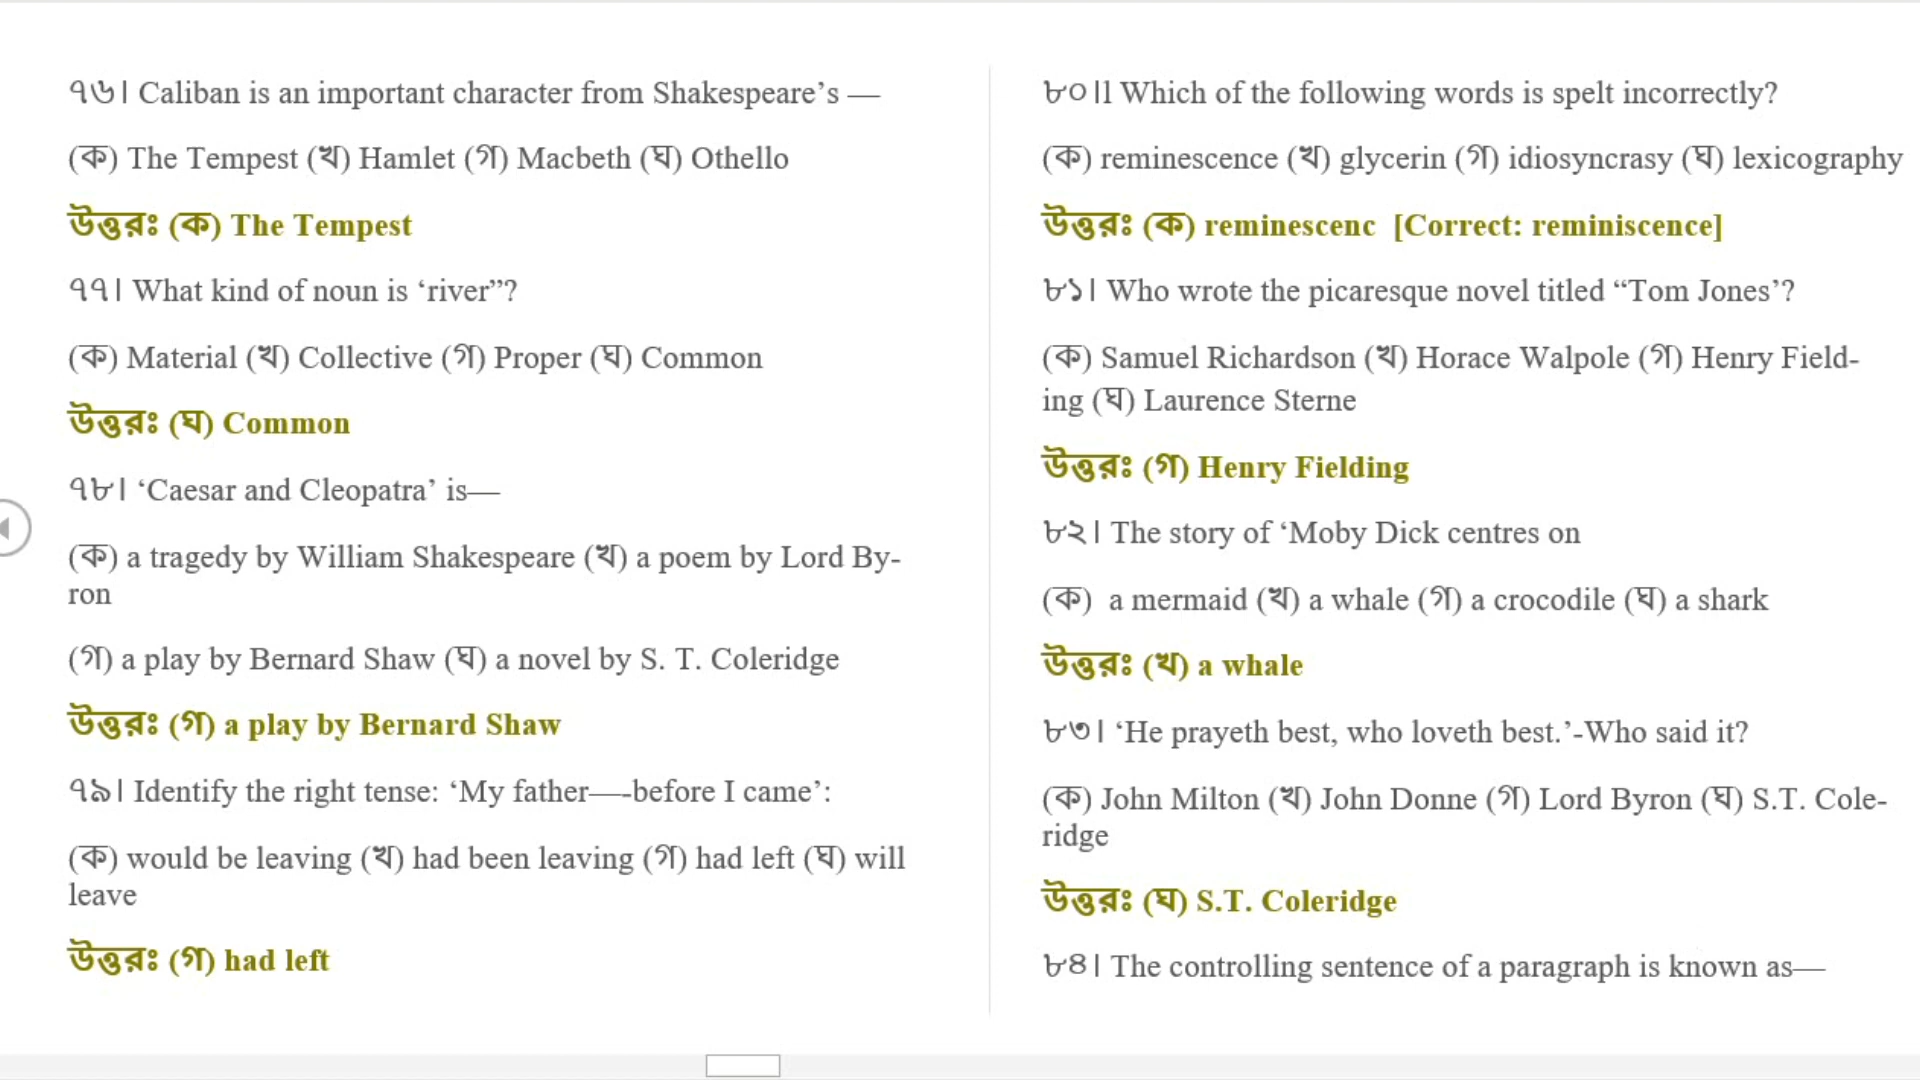 ৭৬। Caliban is an important character from Shakespeare’s —
(ক) The Tempest (খ) Hamlet (গ) Macbeth (ঘ) Othello
উত্তরঃ (ক) The Tempest
৭৭। What kind of noun is ‘river”?
(ক) Material (খ) Collective (গ) Proper (ঘ) Common
উত্তরঃ (ঘ) Common
৭৮। ‘Caesar and Cleopatra’ is—
(ক) a tragedy by William Shakespeare (খ) a poem by Lord By-
ron
(গ) a play by Bernard Shaw (ঘ) a novel by S. T. Coleridge
উত্তরঃ (গ) a play by Bernard Shaw
৭৯। Identify the right tense: ‘My father—-before I came’:
(ক) would be leaving (খ) had been leaving (গ) had left (ঘ) will
leave
উত্তরঃ (গ) had left
৮০।l Which of the following words is spelt incorrectly?
(ক) reminescence (খ) glycerin (গ) idiosyncrasy (ঘ) lexicography
উত্তরঃ (ক) reminescenc [Correct: reminiscence]
৮১। Who wrote the picaresque novel titled “Tom Jones’?
(ক) Samuel Richardson (খ) Horace Walpole (গ) Henry Field-
ing (ঘ) Laurence Sterne
উত্তরঃ (গ) Henry Fielding
৮২। The story of ‘Moby Dick centres on
(ক) a mermaid (খ) a whale (গ) a crocodile (ঘ) a shark
উত্তরঃ (খ) a whale
৮৩। ‘He prayeth best, who loveth best.’-Who said it?
(ক) John Milton (খ) John Donne (গ) Lord Byron (ঘ) S.T. Cole-
ridge
উত্তরঃ (ঘ) S.T. Coleridge
৮৪। The controlling sentence of a paragraph is known as—